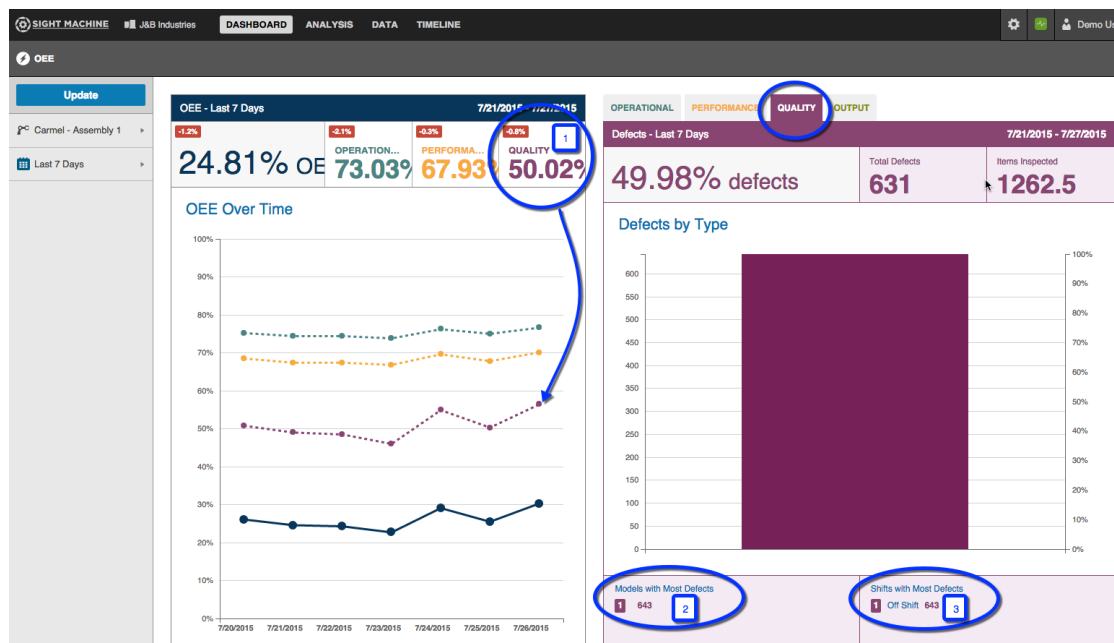 SIGHT MACHINE J&B Industries DASHBOARD ANALYSIS DATA TIMELINE Demo Us
OEE
Update
Carmel - Assembly 1
Last 7 Days
OEE - Last 7 Days 7/21/2015 - 7/27/2015
-1.2% -2.1% -0.3% -0.8% 1
24.81% OE
OPERATION...
73.03%
PERFORMA...
67.93%
QUALITY
50.02%
OEE Over Time
100%
90%
80%
70%
60%
50%
40%
30%
20%
10%
0%
7/20/2015 7/21/2015 7/22/2015 7/23/2015 7/24/2015 7/25/2015 7/26/2015
OPERATIONAL PERFORMANCE QUALITY OUTPUT
Defects - Last 7 Days 7/21/2015 - 7/27/2015
49.98% defects
Total Defects
631
Items Inspected
1262.5
Defects by Type
600
550
500
450
400
350
300
250
200
150
100
50
0
100%
90%
80%
70%
60%
50%
40%
30%
20%
10%
0%
Models with Most Defects
1 643 2
Shifts with Most Defects
1 Off Shift 643 3